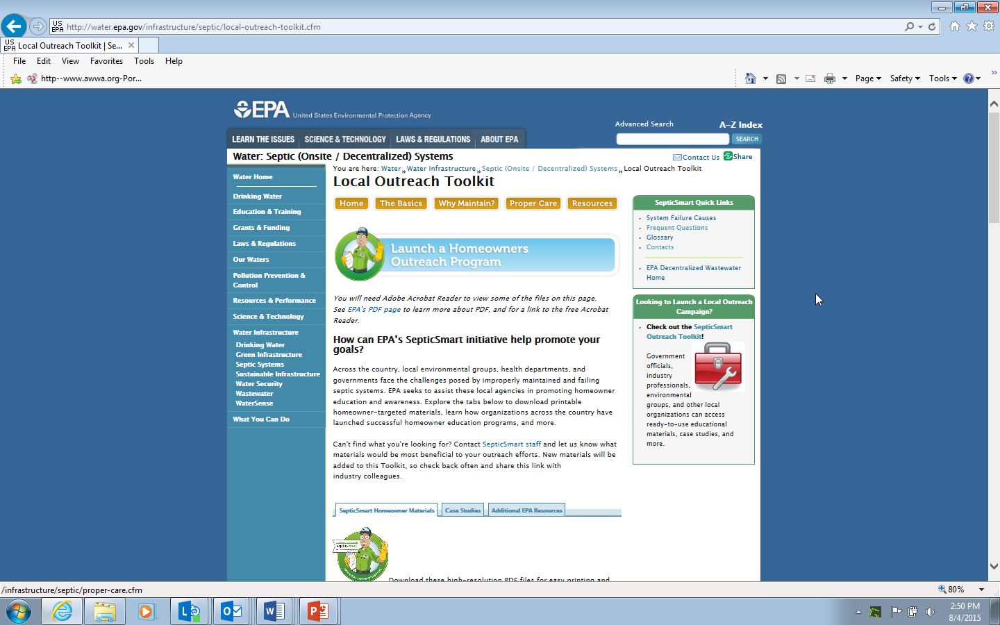 US
EPA
http://water.epa.gov/infrastructure/septic/local-outreach-toolkit.cfm
US
EPA
Local Outreach Toolkit | Se...
File Edit View Favorites Tools Help
http--www.awwa.org-Por...
Page Safety Tools
EPA United States Environmental Protection Agency
Advanced Search
A-Z Index
LEARN THE ISSUES SCIENCE & TECHNOLOGY LAWS & REGULATIONS ABOUT EPA
SEARCH
Water: Septic (Onsite / Decentralized) Systems
Contact Us Share
You are here: Water » Water Infrastructure » Septic (Onsite / Decentralized) Systems » Local Outreach Toolkit
Local Outreach Toolkit
Water Home
Drinking Water
Education & Training
Grants & Funding
Laws & Regulations
Our Waters
Pollution Prevention &
Control
Resources & Performance
Science & Technology
Water Infrastructure
Drinking Water
Green Infrastructure
Septic Systems
Sustainable Infrastructure
Water Security
Wastewater
WaterSense
What You Can Do
Home The Basics Why Maintain? Proper Care Resources
Launch a Homeowners
Outreach Program
You will need Adobe Acrobat Reader to view some of the files on this page.
See EPA's PDF page to learn more about PDF, and for a link to the free Acrobat
Reader.
How can EPA's SepticSmart initiative help promote your
goals?
Across the country, local environmental groups, health departments, and
governments face the challenges posed by improperly maintained and failing
septic systems. EPA seeks to assist these local agencies in promoting homeowner
education and awareness. Explore the tabs below to download printable
homeowner-targeted materials, learn how organizations across the country have
launched successful homeowner education programs, and more.
Can't find what you're looking for? Contact SepticSmart staff and let us know what
materials would be most beneficial to your outreach efforts. New materials will be
added to this Toolkit, so check back often and share this link with
industry colleagues.
SepticSmart Homeowner Materials Case Studies Additional EPA Resources
septicsmart
Download these high-resolution PDF files for easy printing and
SepticSmart Quick Links
System Failure Causes
Frequent Questions
Glossary
Contacts
EPA Decentralized Wastewater
Home
Looking to Launch a Local Outreach
Campaign?
Check out the SepticSmart
Outreach Toolkit!
Government
officials,
industry
professionals,
environmental
groups, and other local
organizations can access
ready-to-use educational
materials, case studies, and
more.
/infrastructure/septic/proper-care.cfm
80%
2:50 PM
8/4/2015